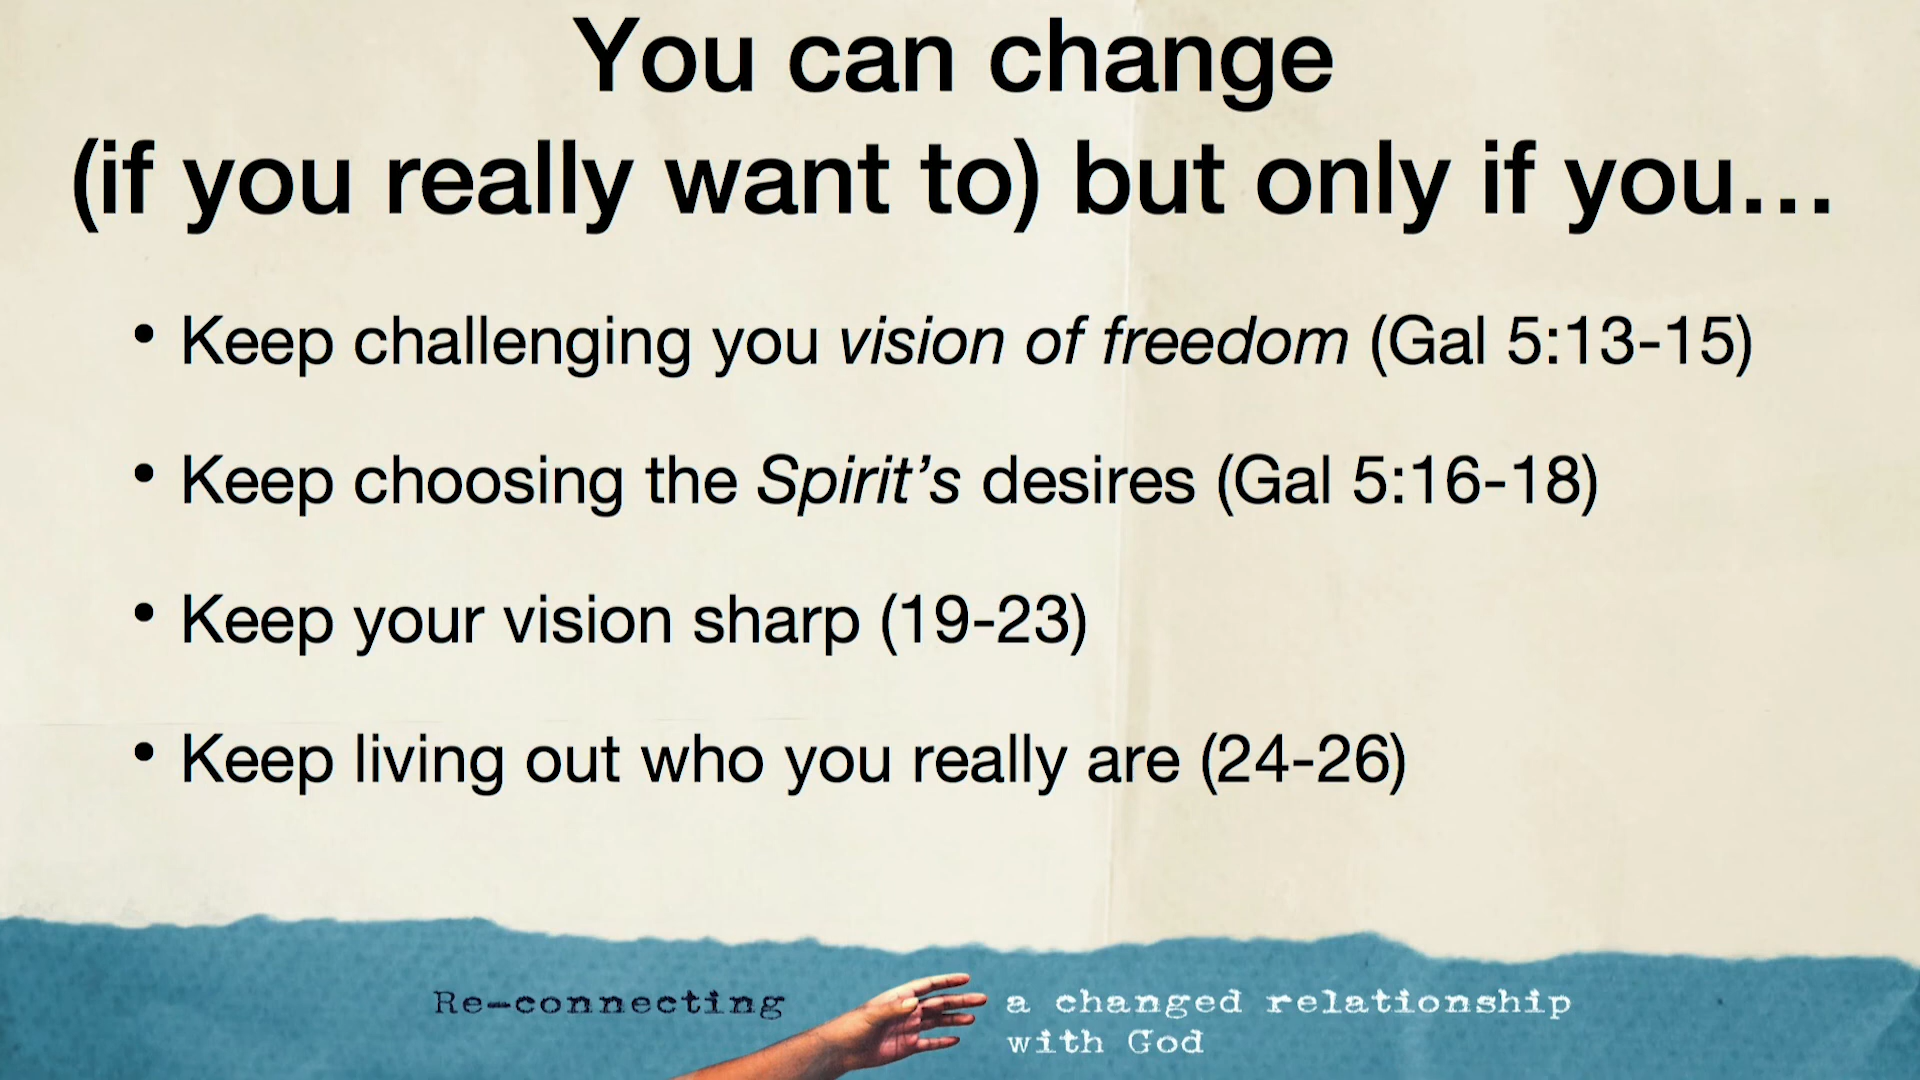 You can change
(if you really want to) but only if you…
• Keep challenging you vision of freedom (Gal 5:13-15)
• Keep choosing the Spirit’s desires (Gal 5:16-18)
• Keep your vision sharp (19-23)
• Keep living out who you really are (24-26)
Re-connecting
a changed relationship
with God